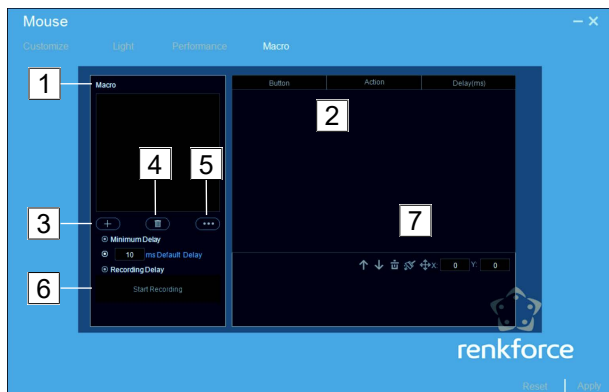 Mouse
Customize Light Performance Macro
1 Macro
Button Action Delay(ms)
2
4 5
3
7
Minimum Delay
10 ms Default Delay
X: 0 Y: 0
Recording Delay
6 Start Recording
renkforce
Reset Apply